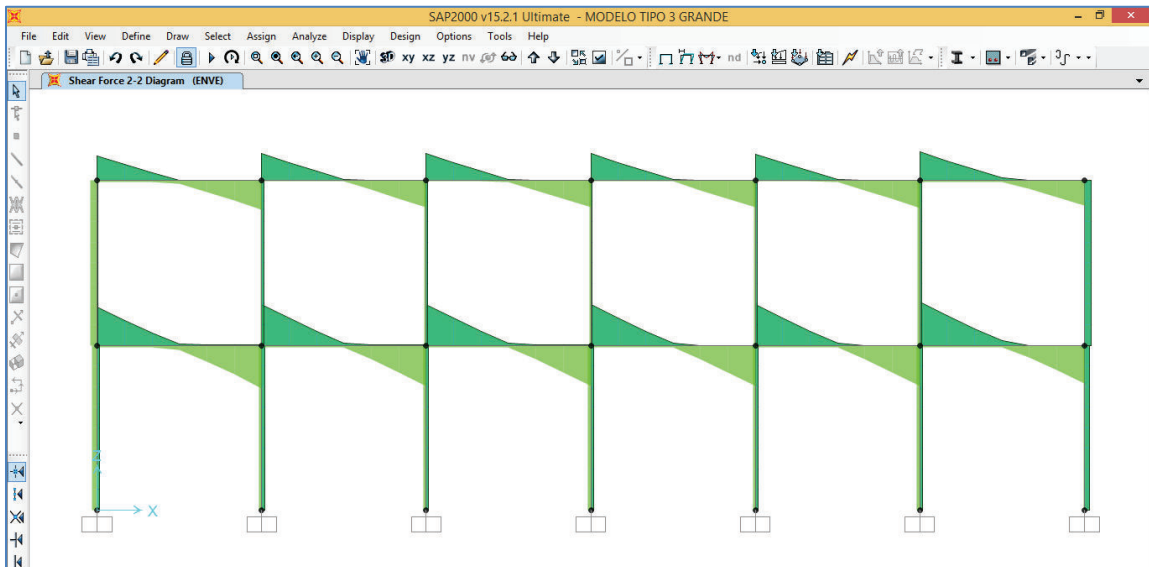 SAP2000 v15.2.1 Ultimate - MODELO TIPO 3 GRANDE
File Edit View Define Draw Select Assign Analyze Display Design Options Tools Help
3D xy xz yz nv nd
Shear Force 2-2 Diagram (ENVE)
Z
X